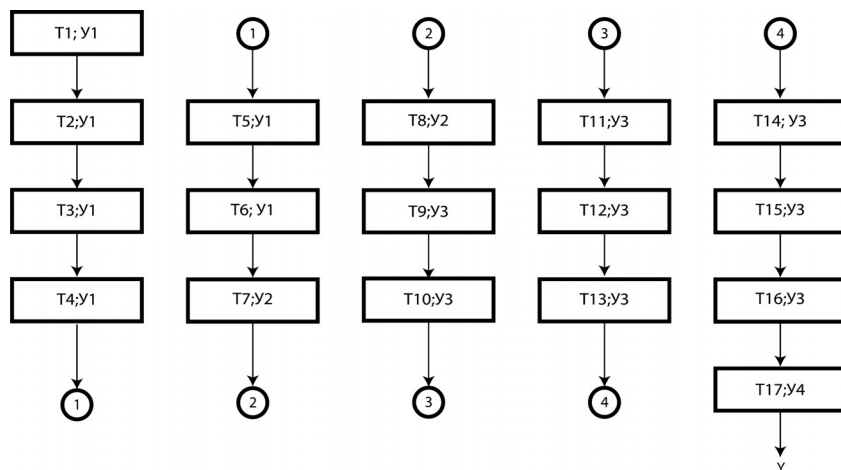 Т1; У1
Т2;У1
Т3;У1
Т4;У1
1
1
Т5;У1
Т6; У1
Т7;У2
2
2
Т8;У2
Т9;У3
Т10;У3
3
3
Т11;У3
Т12;У3
Т13;У3
4
4
Т14; У3
Т15;У3
Т16;У3
Т17;У4